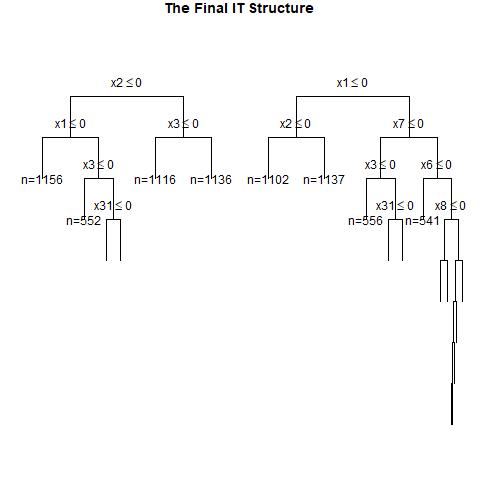 The Final IT Structure
x2 ≤ 0 x1 ≤ 0
x1 ≤ 0 x3 ≤ 0 x2 ≤ 0 x7 ≤ 0
x3 ≤ 0 x3 ≤ 0 x6 ≤ 0
n=1156 n=1116 n=1136 n=1102 n=1137
x31 ≤ 0 x31 ≤ 0 x8 ≤ 0
n=552 n=556 n=541